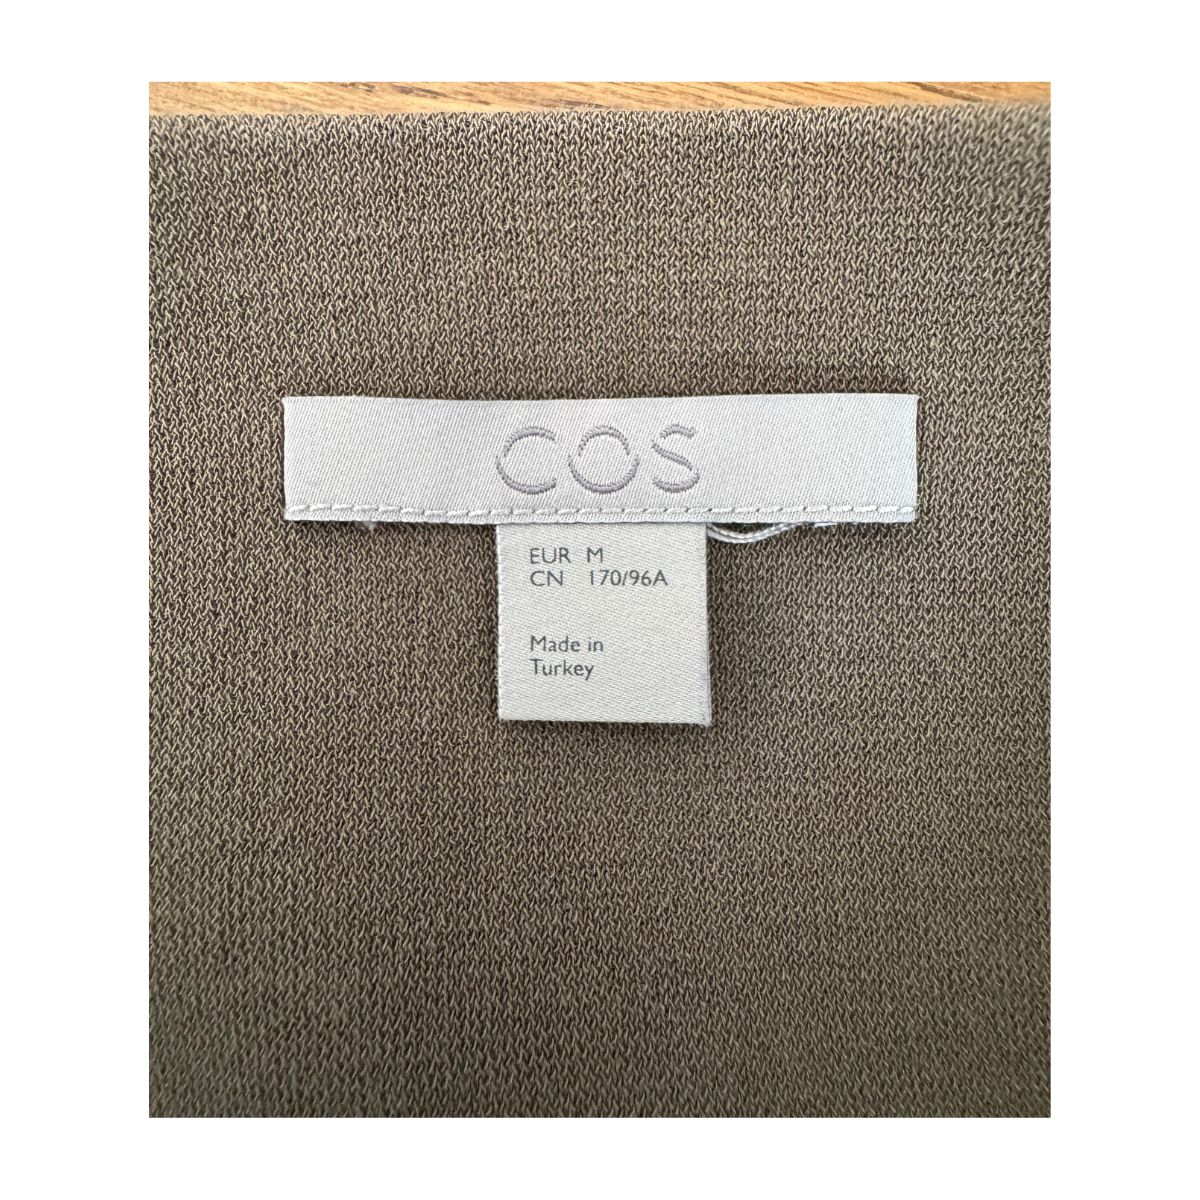 COS
EUR M
CN 170/96A
Made in
Turkey